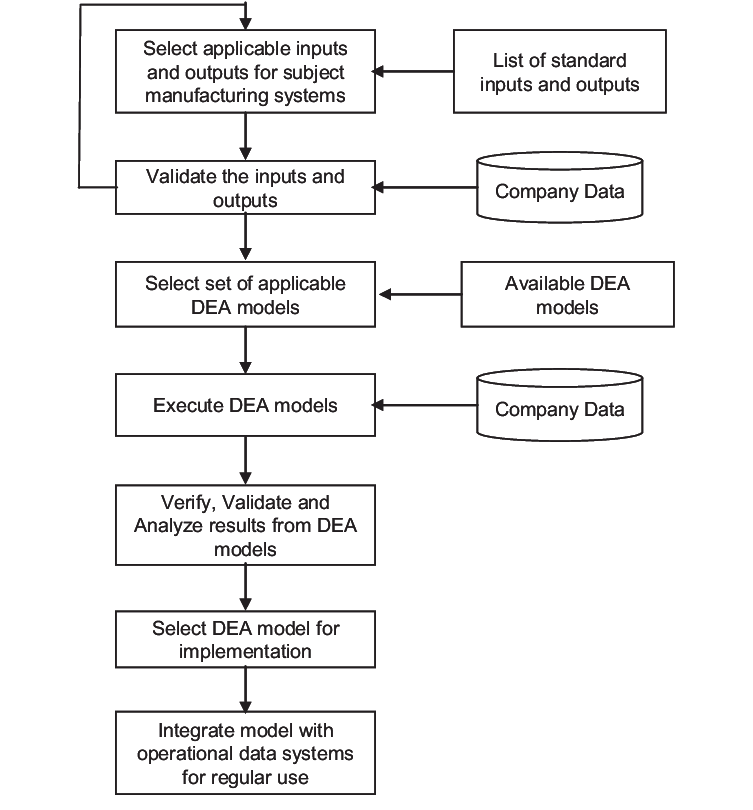 Select applicable inputs
and outputs for subject
manufacturing systems
List of standard
inputs and outputs
Validate the inputs and
outputs
Company Data
Select set of applicable
DEA models
Available DEA
models
Execute DEA models
Company Data
Verify, Validate and
Analyze results from DEA
models
Select DEA model for
implementation
Integrate model with
operational data systems
for regular use